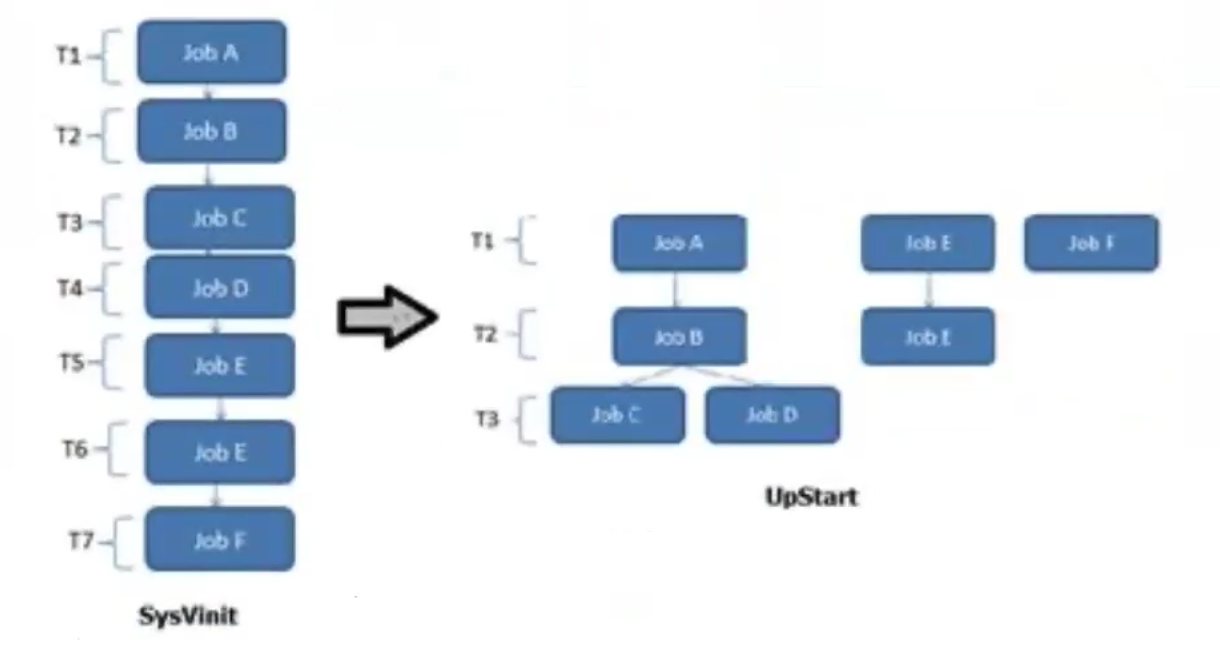 T1
Job A
T2
Job B
T3
Job C
T4
Job D
T5
Job E
T6
Job E
T7
Job F
SysVinit
T1
Job A
Job E
Job F
T2
Job B
Job E
T3
Job C
Job D
UpStart